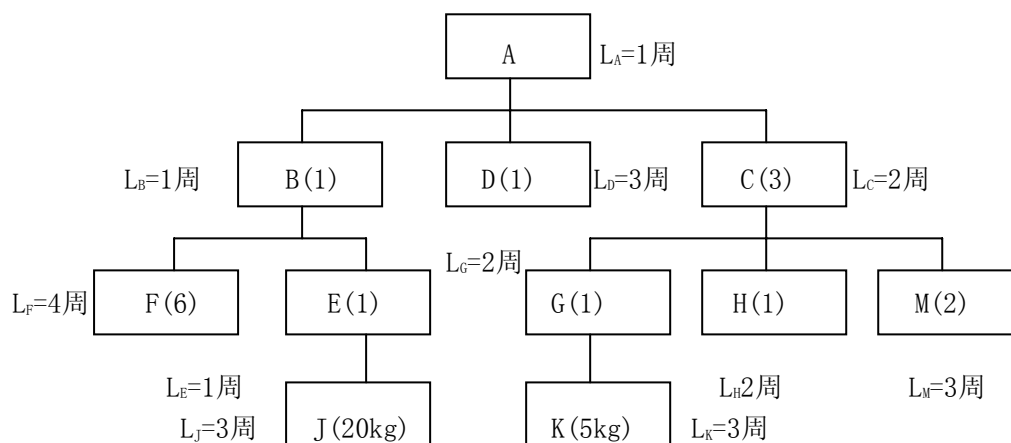 A
L_A=1周
L_B=1周
B(1)
D(1)
L_D=3周
C(3)
L_C=2周
L_G=2周
L_F=4周
F(6)
E(1)
G(1)
H(1)
M(2)
L_E=1周
L_H2周
L_M=3周
L_J=3周
J(20kg)
K(5kg)
L_K=3周